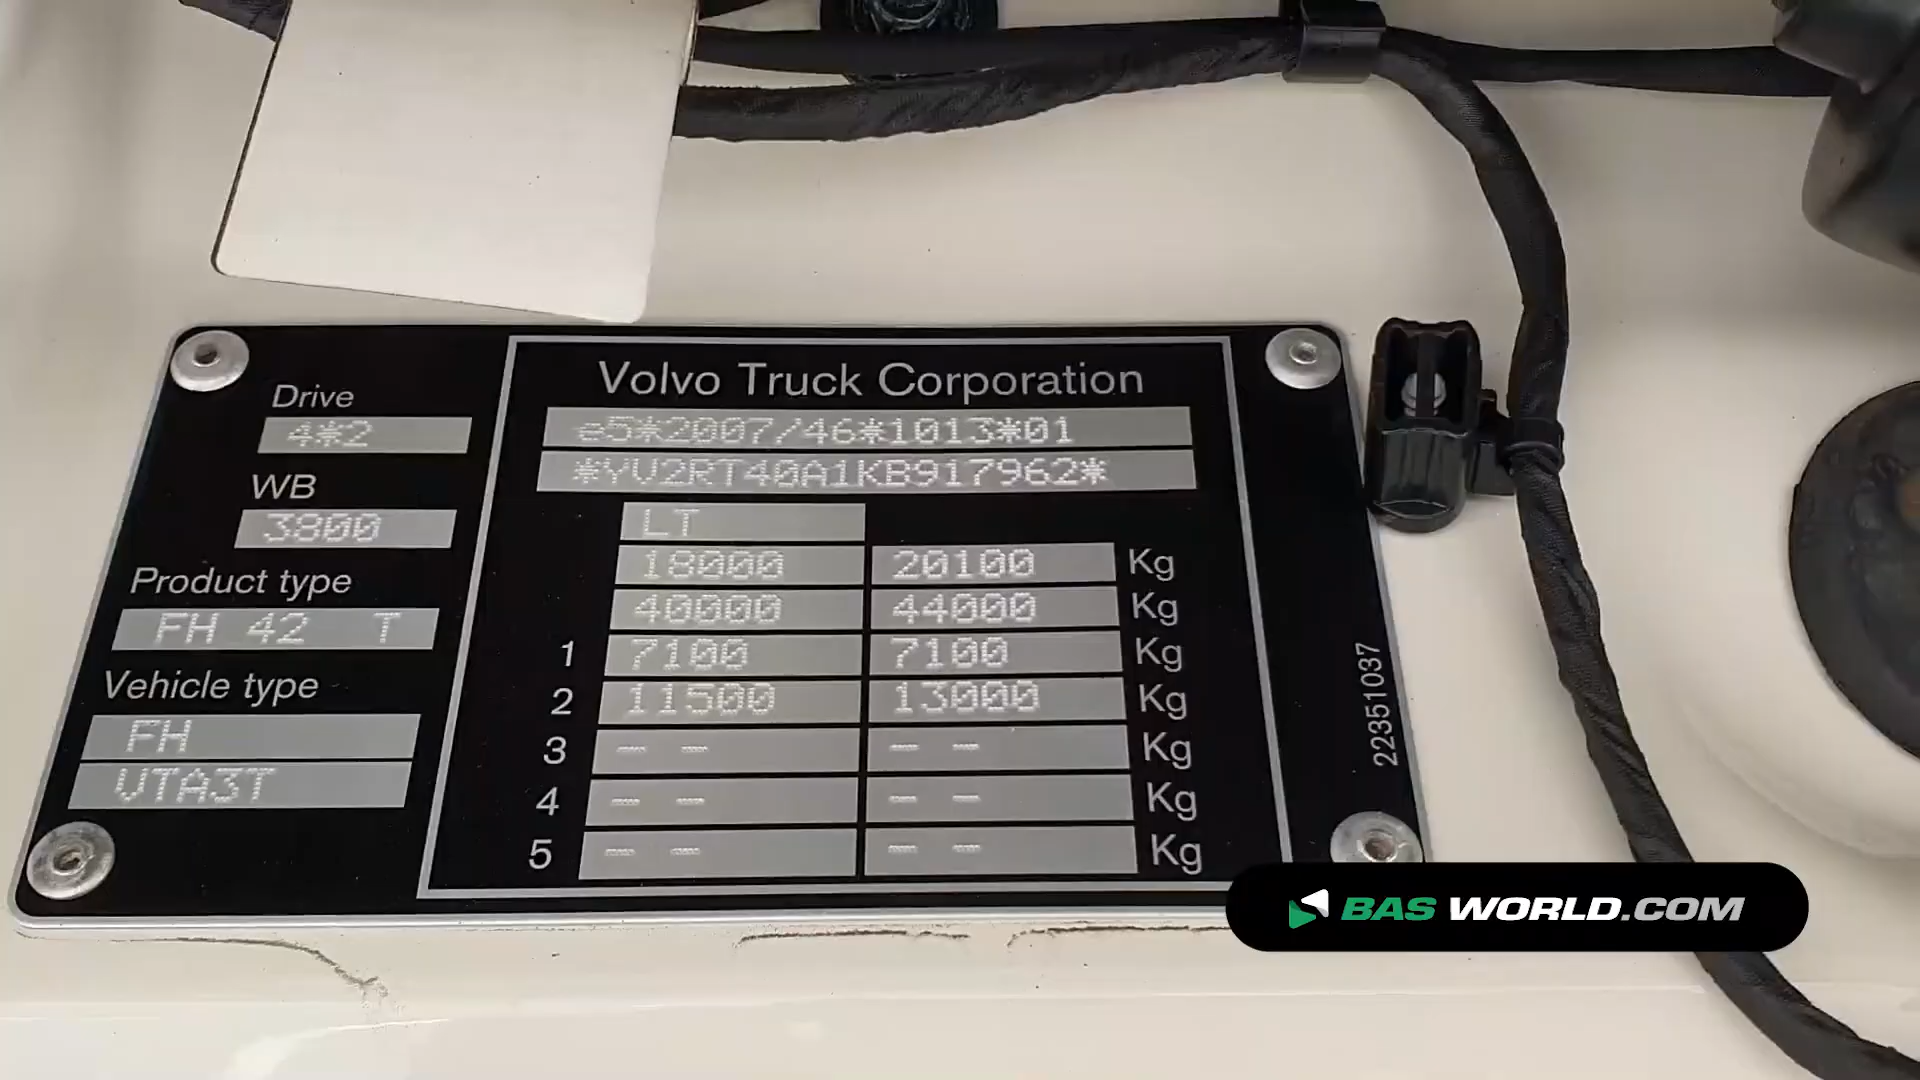 Volvo Truck Corporation
Drive
4*2
e5*2007/46*1013*01
*YV2RT40A1KB917962*
WB
3800
LT
18000 20100 Kg
40000 44000 Kg
Product type
FH 42 T
1 7100 7100 Kg
2 11500 13000 Kg
Vehicle type
FH
VTA3T
3 -- -- Kg
4 -- -- Kg
5 -- -- Kg
22351037
BAS WORLD.COM